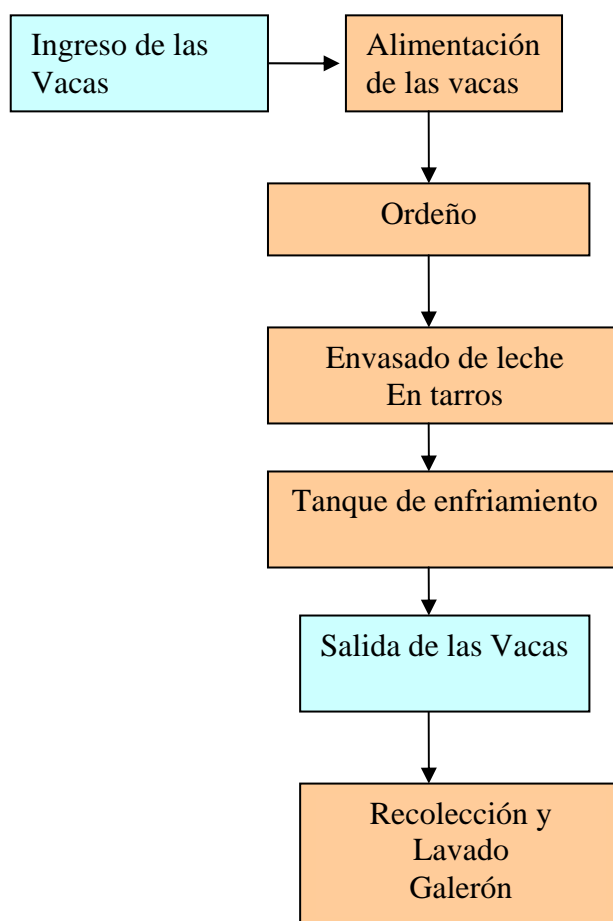 Ingreso de las
Vacas
Alimentación
de las vacas
Ordeño
Envasado de leche
En tarros
Tanque de enfriamiento
Salida de las Vacas
Recolección y
Lavado
Galerón